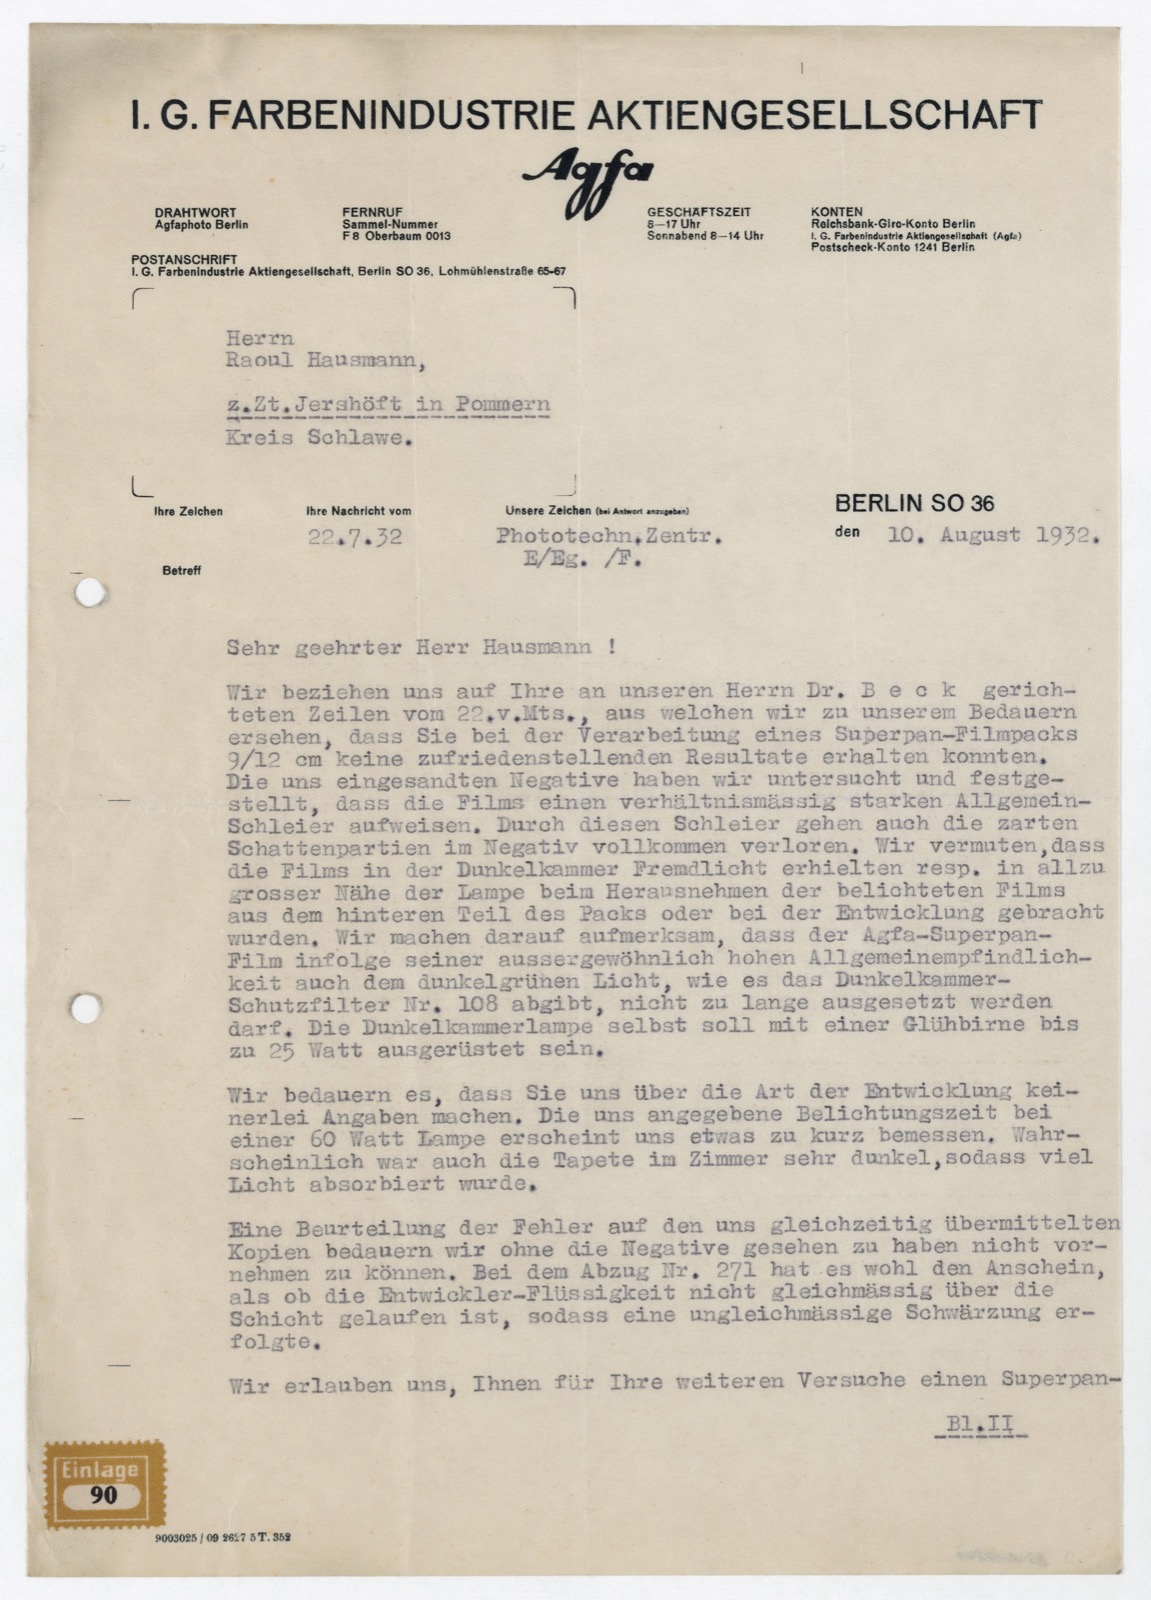 I. G. FARBENINDUSTRIE AKTIENGESELLSCHAFT
Agfa
DRAHTWORT
Agfaphoto Berlin
FERNRUF
Sammel-Nummer
F 8 Oberbaum 0013
GESCHÄFTSZEIT
8—17 Uhr
Sonnabend 8—14 Uhr
KONTEN
Reichsbank-Giro-Konto Berlin
I. G. Farbenindustrie Aktiengesellschaft (Agfa)
Postscheck-Konto 1241 Berlin
POSTANSCHRIFT
I. G. Farbenindustrie Aktiengesellschaft, Berlin SO 36, Lohmühlenstraße 65-67
Herrn
Raoul Hausmann,
z.Zt.Jershöft in Pommern
Kreis Schlawe.
Ihre Zeichen
Ihre Nachricht vom
22.7.32
Unsere Zeichen (bei Antwort anzugeben)
Phototechn.Zentr.
E/Eg. /F.
BERLIN SO 36
den 10. August 1932.
Betreff
Sehr geehrter Herr Hausmann !
Wir beziehen uns auf Ihre an unseren Herrn Dr. B e c k gerich-
teten Zeilen vom 22.v.Mts., aus welchen wir zu unserem Bedauern
ersehen, dass Sie bei der Verarbeitung eines Superpan-Filmpacks
9/12 cm keine zufriedenstellenden Resultate erhalten konnten.
Die uns eingesandten Negative haben wir untersucht und festge-
stellt, dass die Films einen verhältnismässig starken Allgemein-
Schleier aufweisen. Durch diesen Schleier gehen auch die zarten
Schattenpartien im Negativ vollkommen verloren. Wir vermuten,dass
die Films in der Dunkelkammer Fremdlicht erhielten resp. in allzu
grosser Nähe der Lampe beim Herausnehmen der belichteten Films
aus dem hinteren Teil des Packs oder bei der Entwicklung gebracht
wurden. Wir machen darauf aufmerksam, dass der Agfa-Superpan-
Film infolge seiner aussergewöhnlich hohen Allgemeinempfindlich-
keit auch dem dunkelgrünen Licht, wie es das Dunkelkammer-
Schutzfilter Nr. 108 abgibt, nicht zu lange ausgesetzt werden
darf. Die Dunkelkammerlampe selbst soll mit einer Glühbirne bis
zu 25 Watt ausgerüstet sein.
Wir bedauern es, dass Sie uns über die Art der Entwicklung kei-
nerlei Angaben machen. Die uns angegebene Belichtungszeit bei
einer 60 Watt Lampe erscheint uns etwas zu kurz bemessen. Wahr-
scheinlich war auch die Tapete im Zimmer sehr dunkel,sodass viel
Licht absorbiert wurde.
Eine Beurteilung der Fehler auf den uns gleichzeitig übermittelten
Kopien bedauern wir ohne die Negative gesehen zu haben nicht vor-
nehmen zu können. Bei dem Abzug Nr. 271 hat es wohl den Anschein,
als ob die Entwickler-Flüssigkeit nicht gleichmässig über die
Schicht gelaufen ist, sodass eine ungleichmässige Schwärzung er-
folgte.
Wir erlauben uns, Ihnen für Ihre weiteren Versuche einen Superpan-
Bl.II
Einlage
90
9003025 / 09 2627 5 T. 352